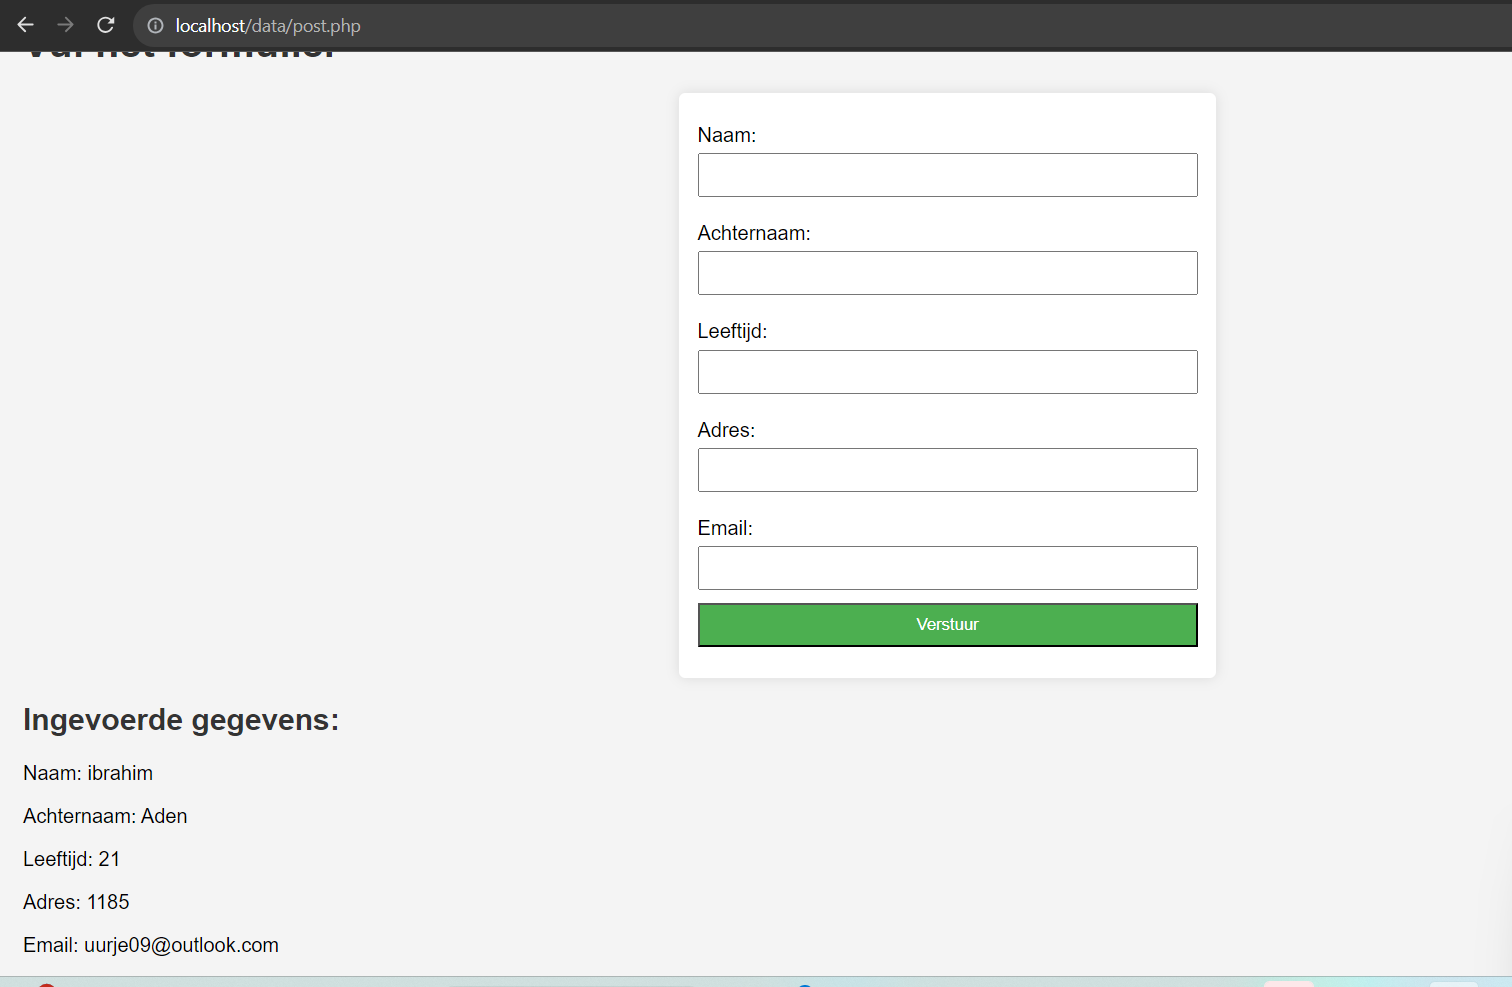 localhost/data/post.php
Naam:
Achternaam:
Leeftijd:
Adres:
Email:
Verstuur
Ingevoerde gegevens:
Naam: ibrahim
Achternaam: Aden
Leeftijd: 21
Adres: 1185
Email: uurje09@outlook.com